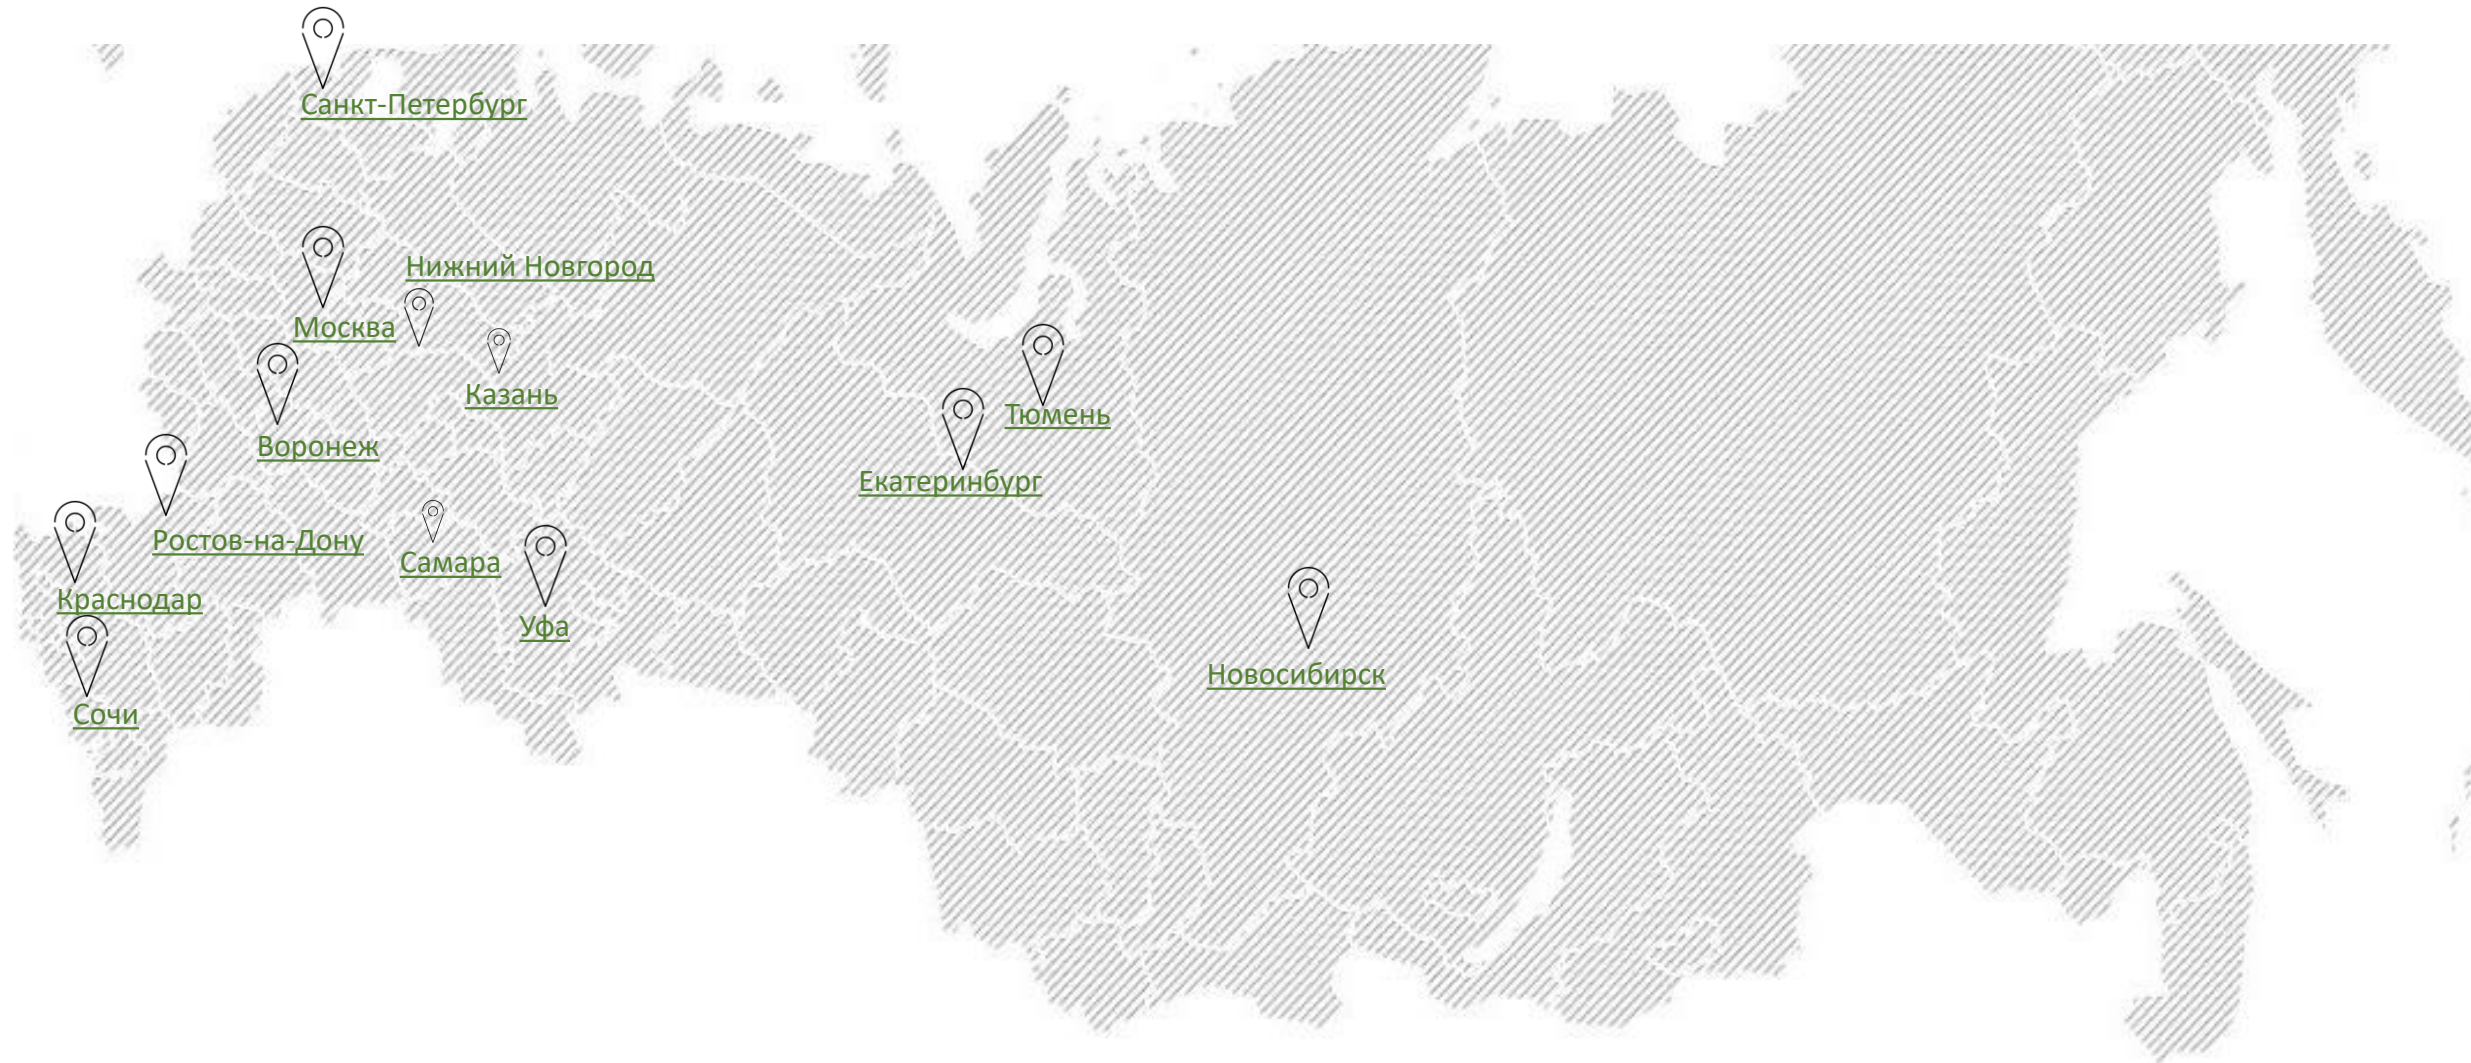 Санкт-Петербург
Нижний Новгород
Москва
Казань
Тюмень
Воронеж
Екатеринбург
Ростов-на-Дону
Самара
Краснодар
Уфа
Новосибирск
Сочи